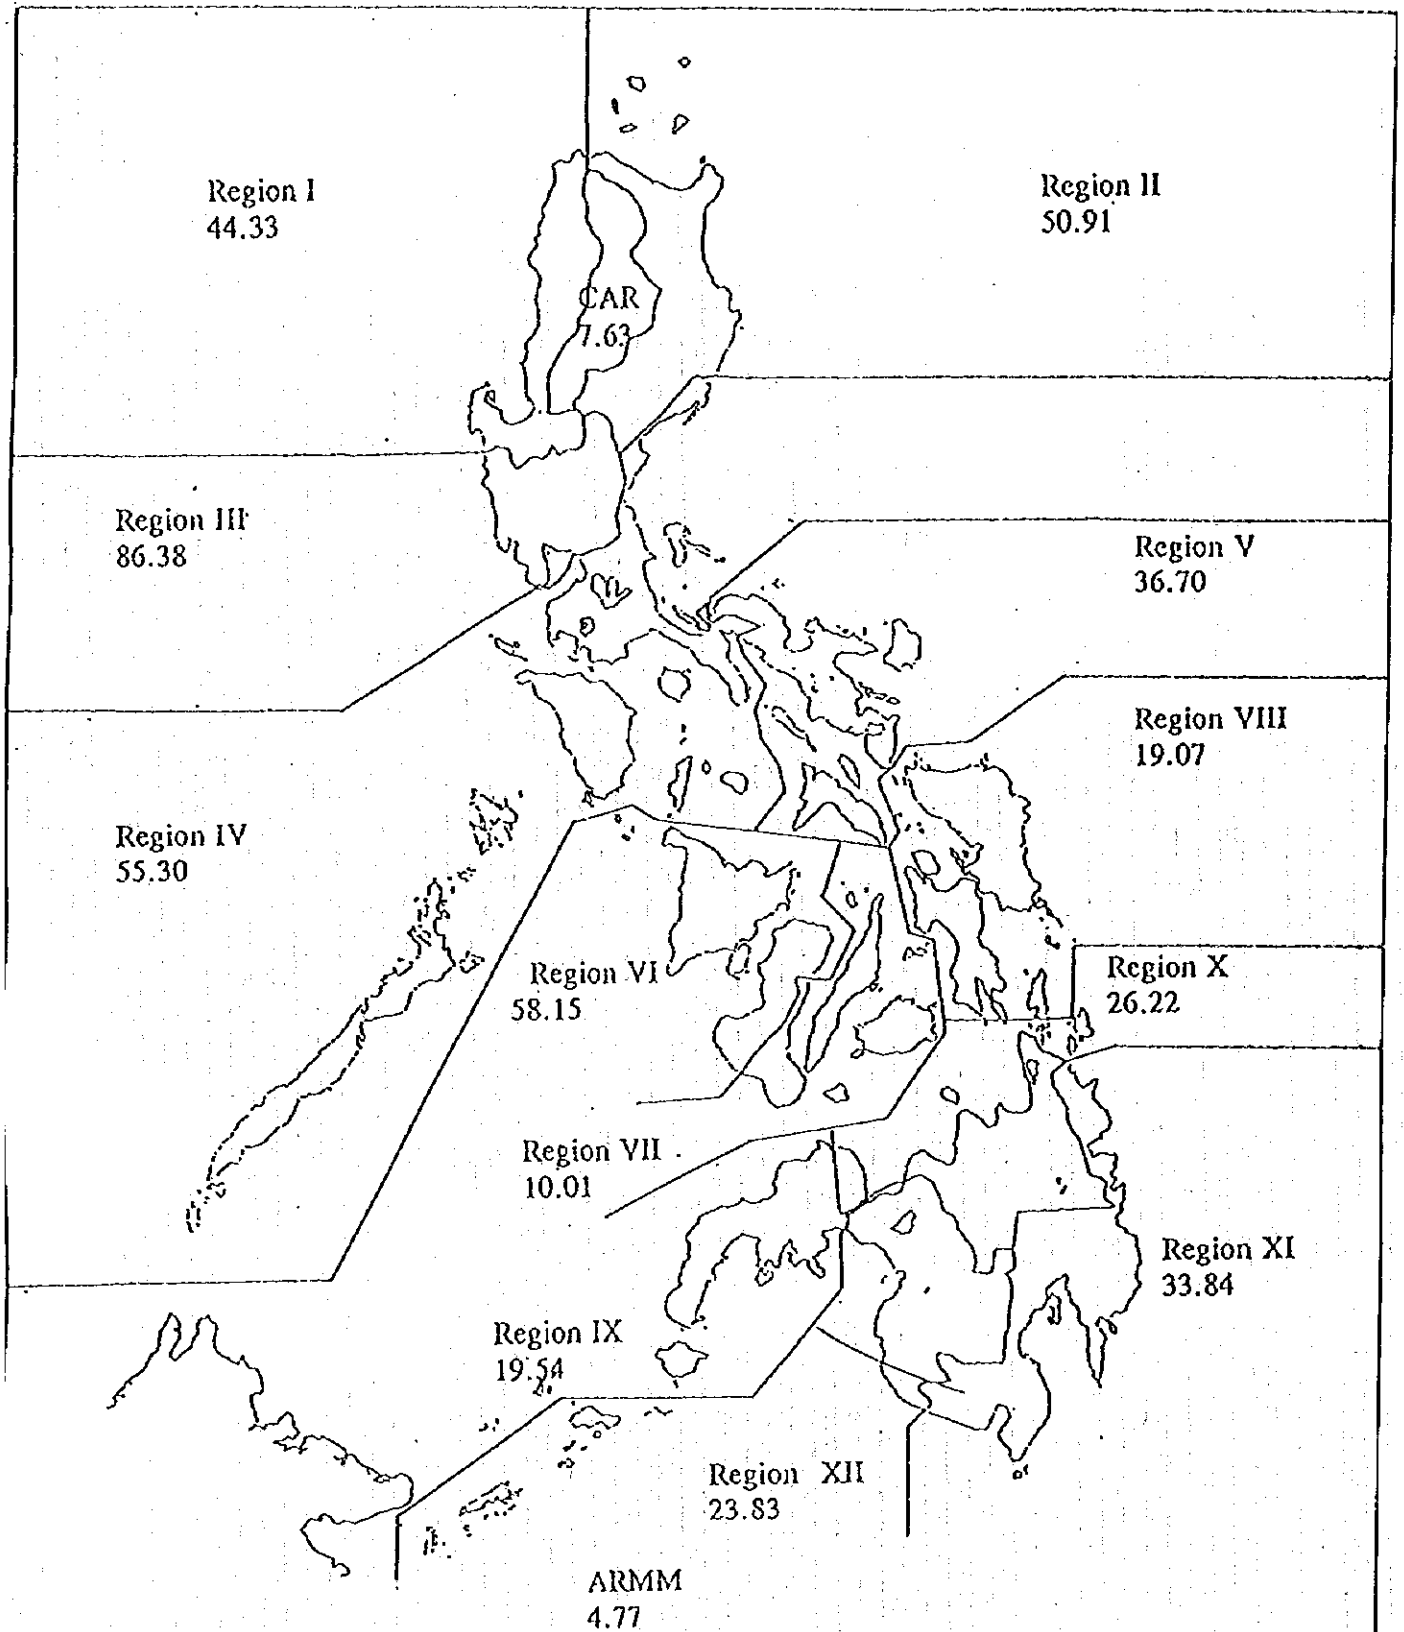 Region I
44.33
Region II
50.91
CAR
7.63
Region III
86.38
Region V
36.70
Region VIII
19.07
Region IV
55.30
Region VI
58.15
Region X
26.22
Region VII
10.01
Region XI
33.84
Region IX
19.54
Region XII
23.83
ARMM
4.77